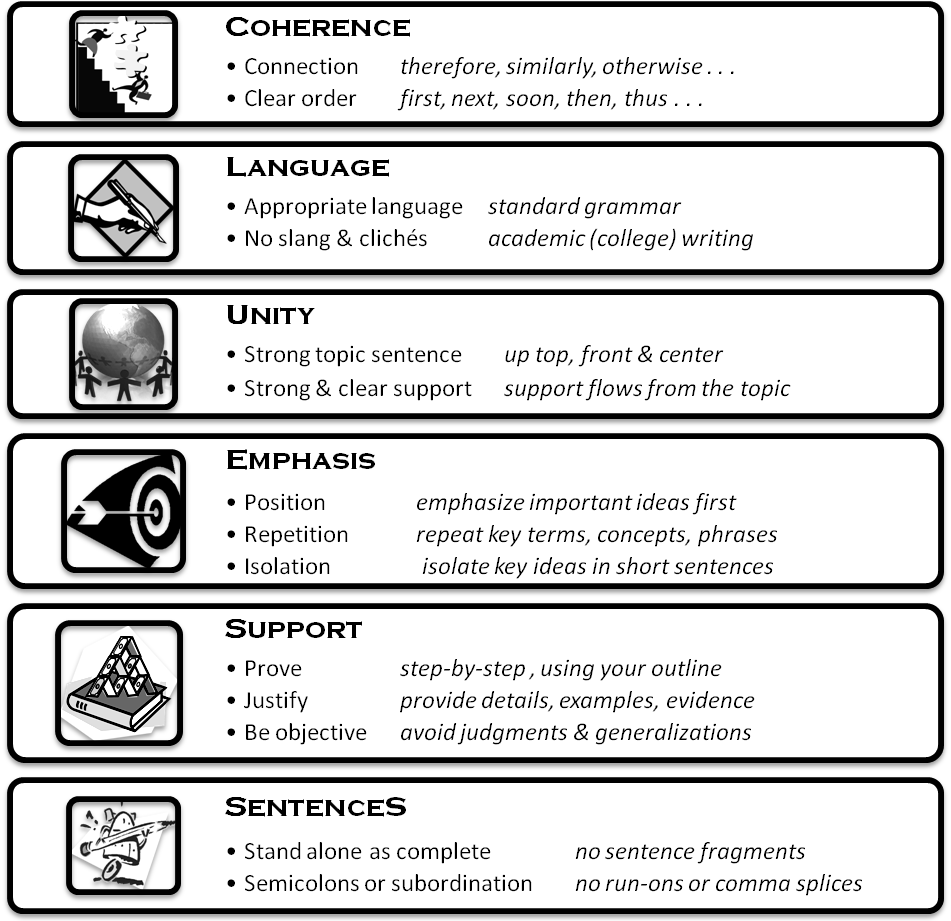 COHERENCE
• Connection therefore, similarly, otherwise . . .
• Clear order first, next, soon, then, thus . . .
LANGUAGE
• Appropriate language standard grammar
• No slang & clichés academic (college) writing
UNITY
• Strong topic sentence up top, front & center
• Strong & clear support support flows from the topic
EMPHASIS
• Position emphasize important ideas first
• Repetition repeat key terms, concepts, phrases
• Isolation isolate key ideas in short sentences
SUPPORT
• Prove step-by-step , using your outline
• Justify provide details, examples, evidence
• Be objective avoid judgments & generalizations
SENTENCES
• Stand alone as complete no sentence fragments
• Semicolons or subordination no run-ons or comma splices